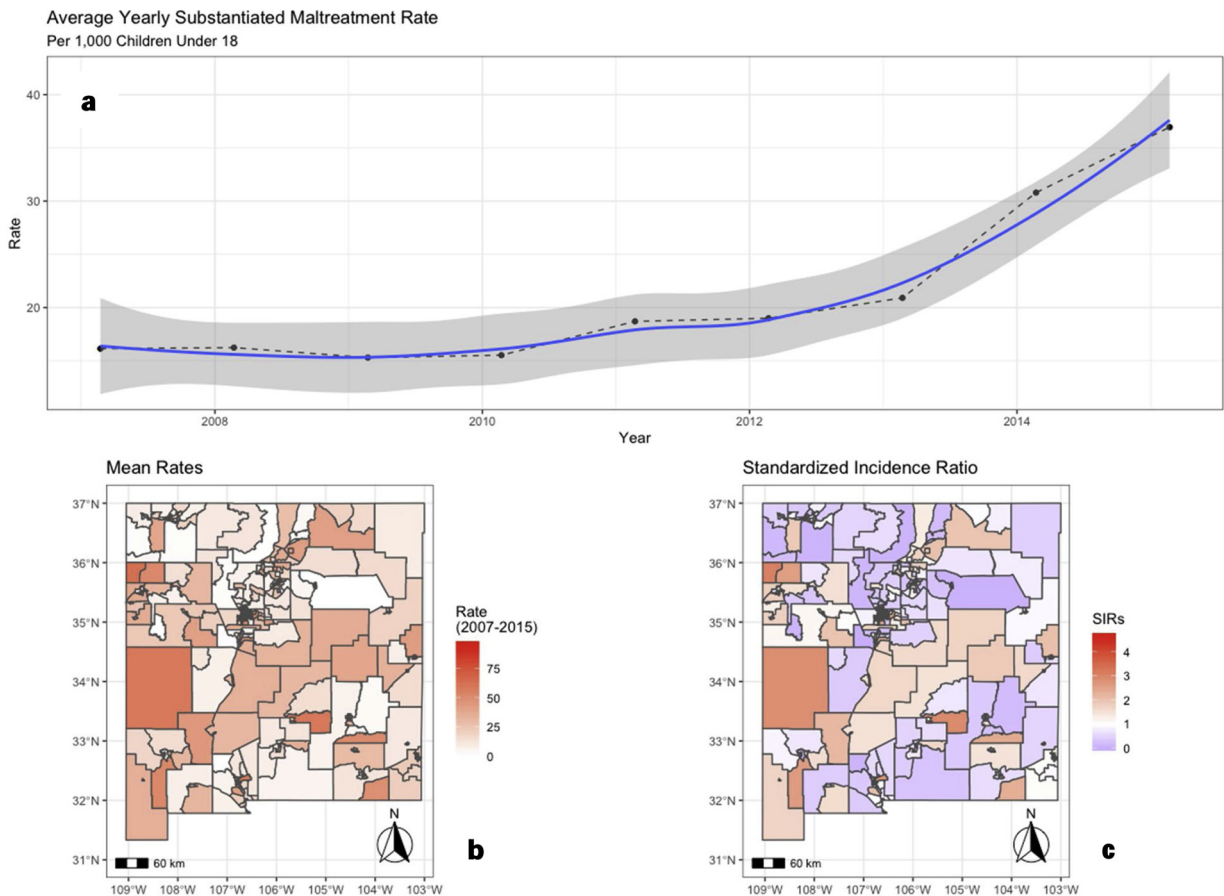 Average Yearly Substantiated Maltreatment Rate
Per 1,000 Children Under 18
a
40
30
20
Rate
2008 2010 2012 2014
Year
Mean Rates
37°N
36°N
35°N
34°N
33°N
32°N
31°N
109°W 108°W 107°W 106°W 105°W 104°W 103°W
60 km
N
Rate
(2007-2015)
75
50
25
0
b
Standardized Incidence Ratio
37°N
36°N
35°N
34°N
33°N
32°N
31°N
109°W 108°W 107°W 106°W 105°W 104°W 103°W
60 km
N
SIRs
4
3
2
1
0
c